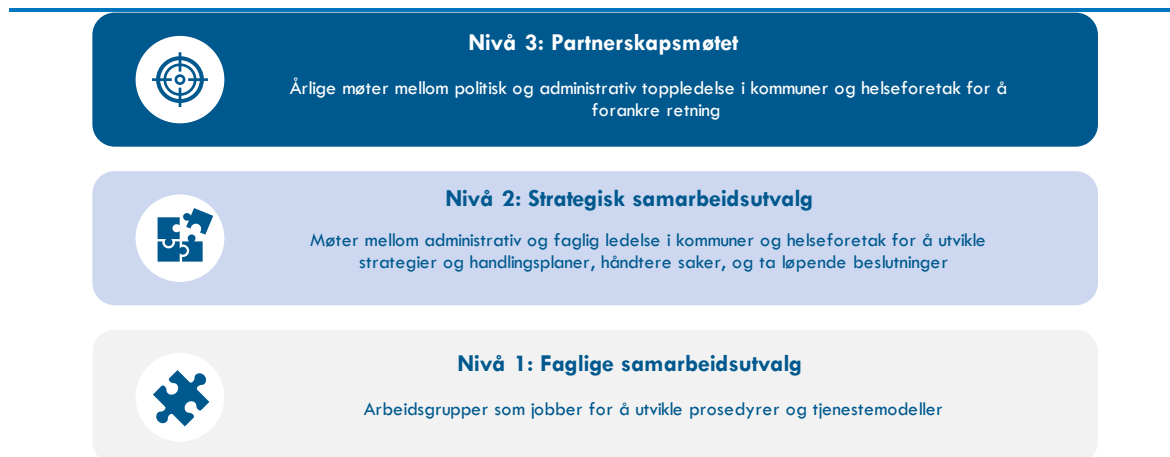 Nivå 3: Partnerskapsmøtet
Årlige møter mellom politisk og administrativ toppledelse i kommuner og helseforetak for å
forankre retning
Nivå 2: Strategisk samarbeidsutvalg
Møter mellom administrativ og faglig ledelse i kommuner og helseforetak for å utvikle
strategier og handlingsplaner, håndtere saker, og ta løpende beslutninger
Nivå 1: Faglige samarbeidsutvalg
Arbeidsgrupper som jobber for å utvikle prosedyrer og tjenestemodeller